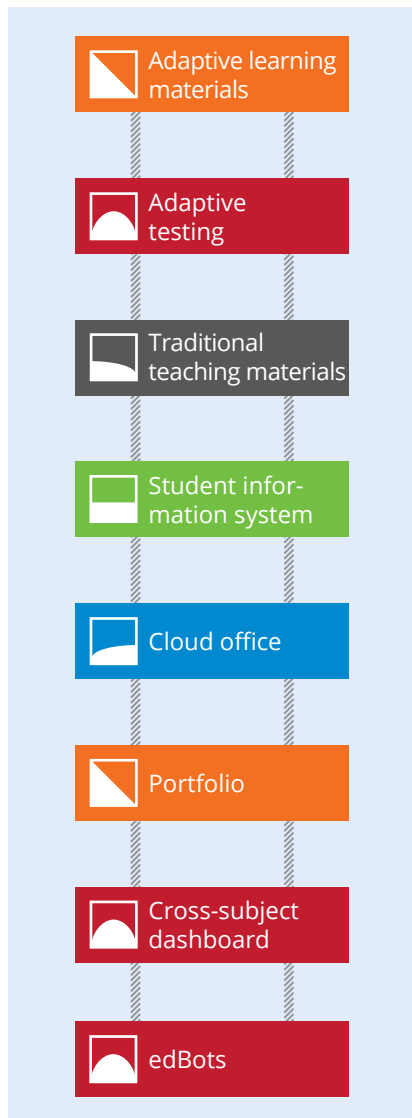 Adaptive learning
materials
Adaptive
testing
Traditional
teaching materials
Student infor-
mation system
Cloud office
Portfolio
Cross-subject
dashboard
edBots